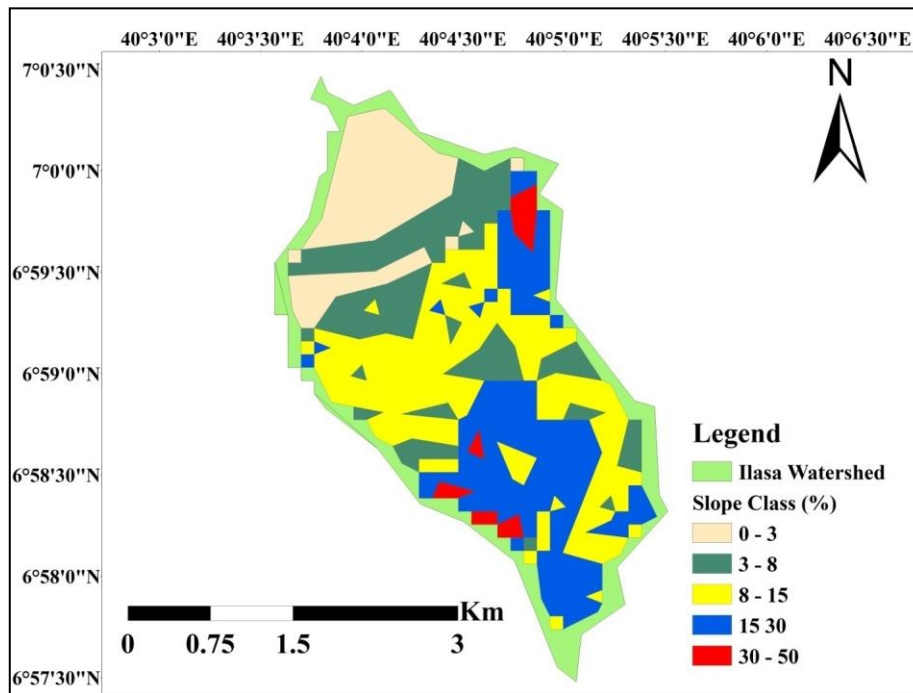 40°3'0"E 40°3'30"E 40°4'0"E 40°4'30"E 40°5'0"E 40°5'30"E 40°6'0"E 40°6'30"E
7°0'30"N
N
7°0'0"N
6°59'30"N
6°59'0"N
Legend
6°58'30"N
Ilasa Watershed
Slope Class (%)
0 - 3
3 - 8
6°58'0"N
8 - 15
Km
15 30
0 0.75 1.5 3
30 - 50
6°57'30"N